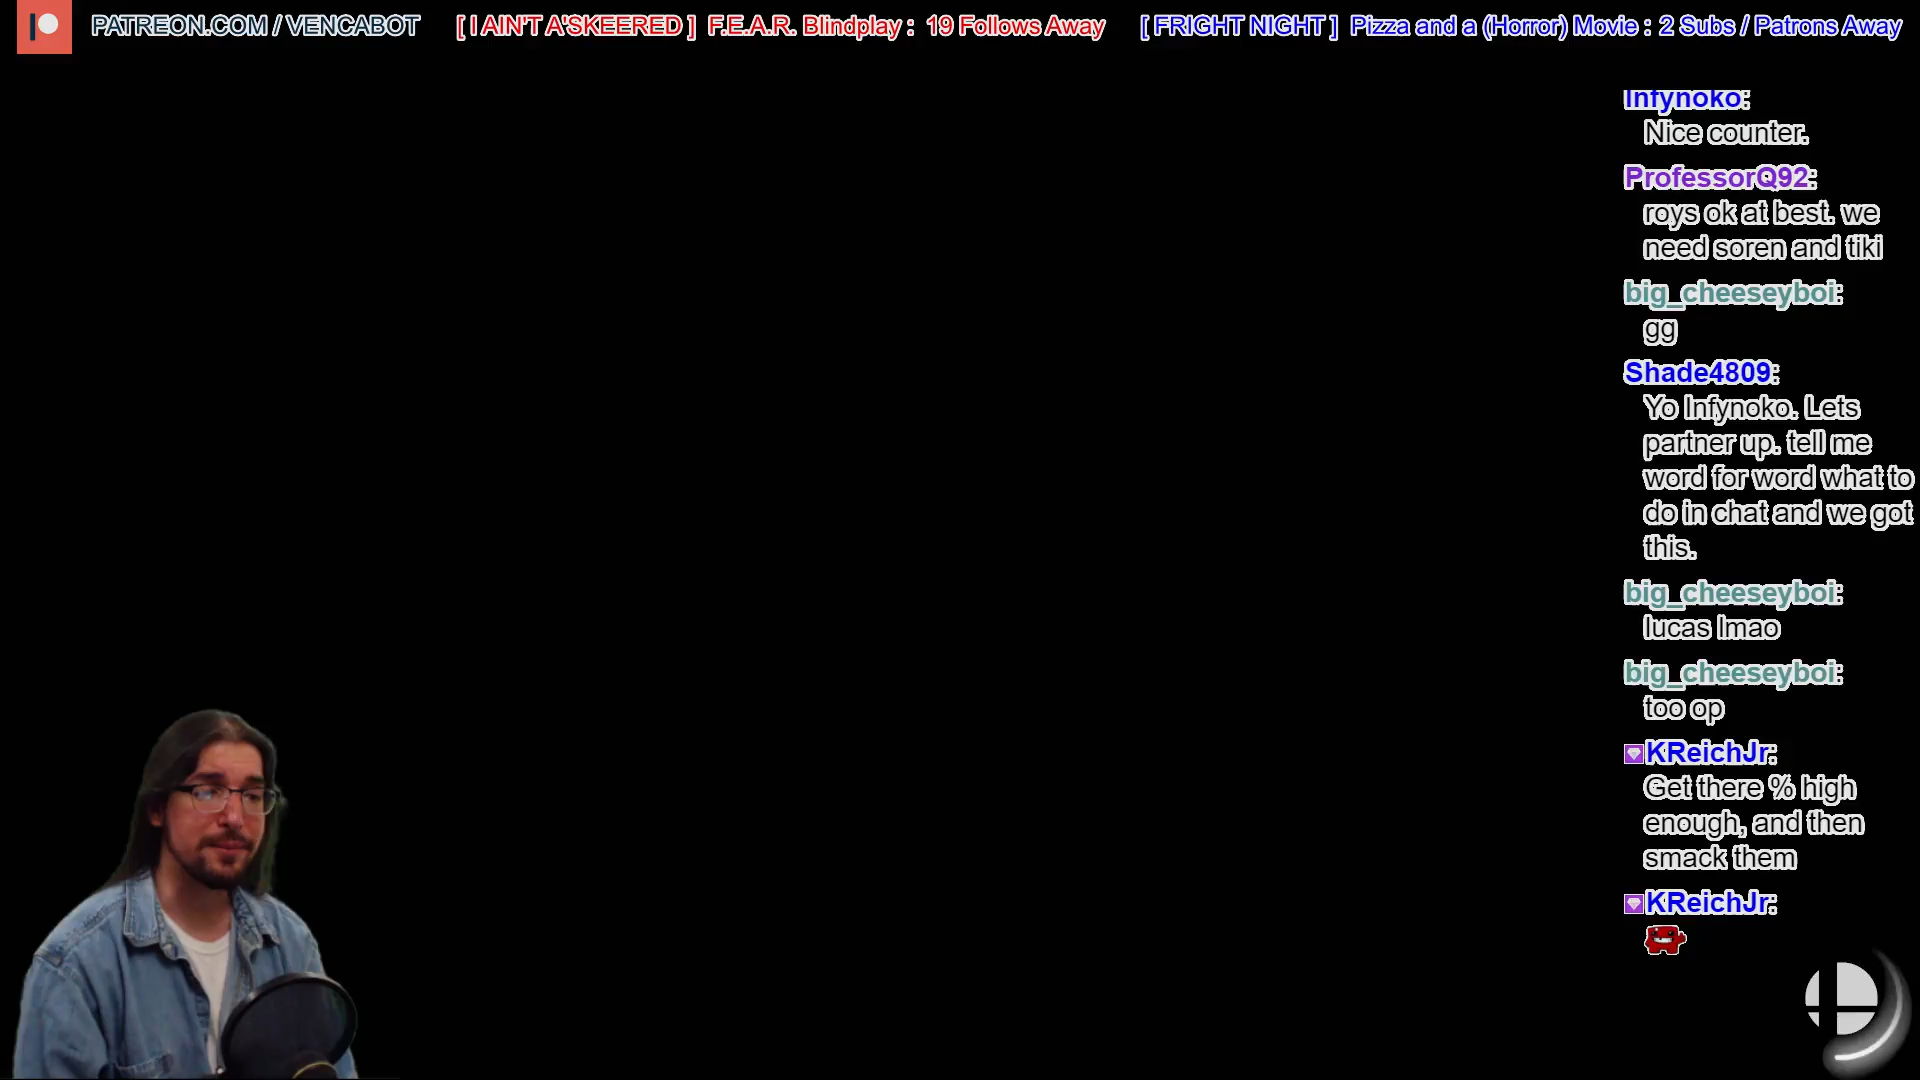 PATREON.COM / VENCABOT [ I AIN'T A'SKEERED ] F.E.A.R. Blindplay : 19 Follows Away [ FRIGHT NIGHT ] Pizza and a (Horror) Movie : 2 Subs / Patrons Away
Infynoko:
Nice counter.
ProfessorQ92:
roys ok at best. we
need soren and tiki
big_cheeseyboi:
gg
Shade4809:
Yo Infynoko. Lets
partner up. tell me
word for word what to
do in chat and we got
this.
big_cheeseyboi:
lucas lmao
big_cheeseyboi:
too op
KReichJr:
Get there % high
enough, and then
smack them
KReichJr: